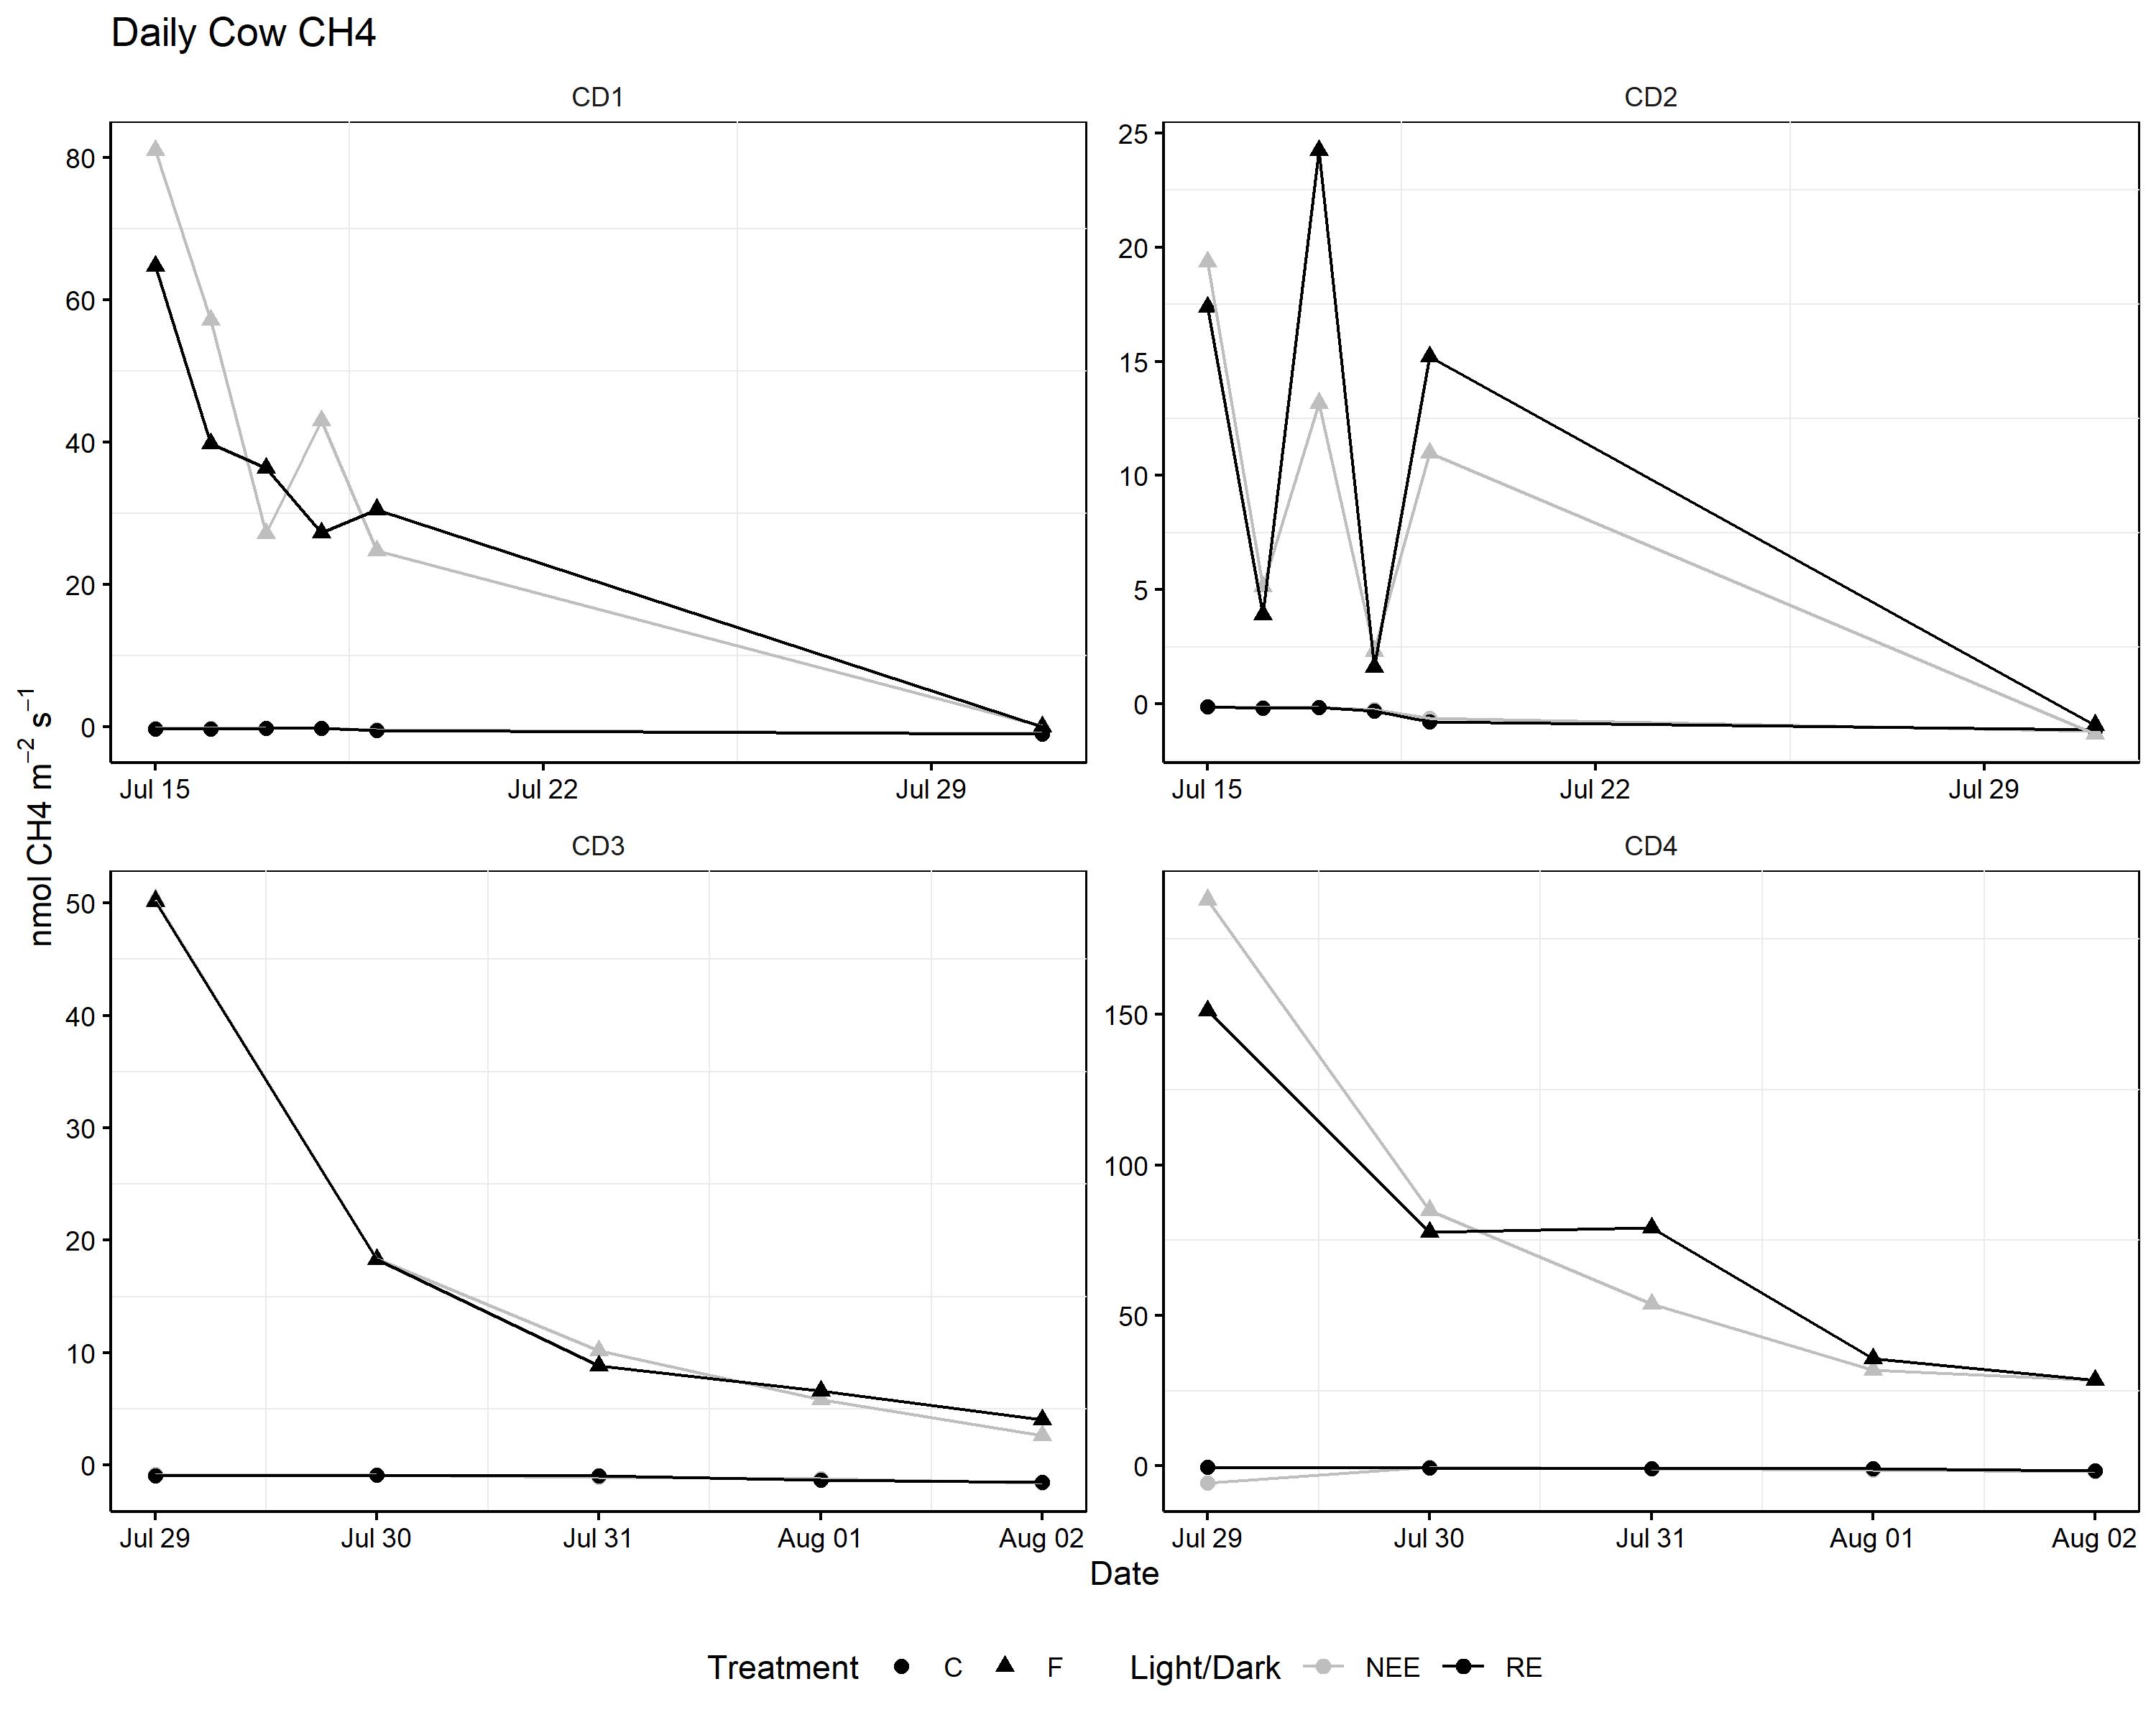 Daily Cow CH4
CD1
80
60
40
20
0
Jul 15 Jul 22 Jul 29
CD2
25
20
15
10
5
0
Jul 15 Jul 22 Jul 29
nmol CH4 m⁻² s⁻¹
CD3
50
40
30
20
10
0
Jul 29 Jul 30 Jul 31 Aug 01 Aug 02
CD4
150
100
50
0
Jul 29 Jul 30 Jul 31 Aug 01 Aug 02
Date
Treatment C F Light/Dark NEE RE